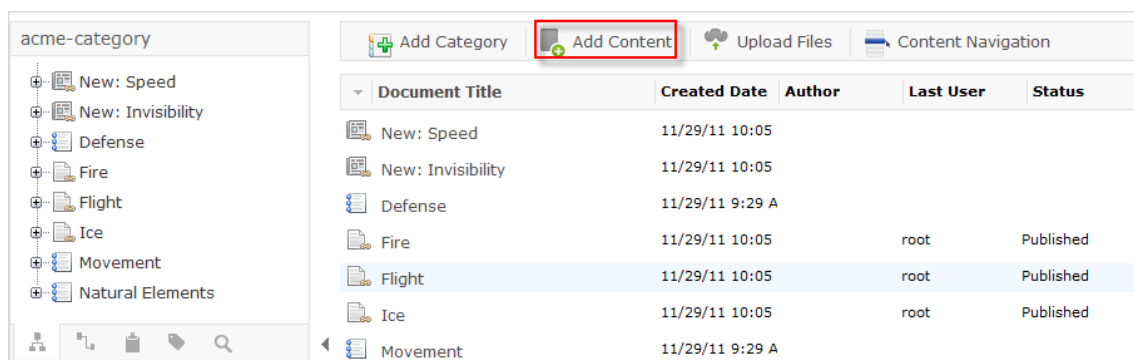 acme-category
Add Category Add Content Upload Files Content Navigation
New: Speed
New: Invisibility
Defense
Fire
Flight
Ice
Movement
Natural Elements
Document Title Created Date Author Last User Status
New: Speed 11/29/11 10:05
New: Invisibility 11/29/11 10:05
Defense 11/29/11 9:29 A
Fire 11/29/11 10:05 root Published
Flight 11/29/11 10:05 root Published
Ice 11/29/11 10:05 root Published
Movement 11/29/11 9:29 A